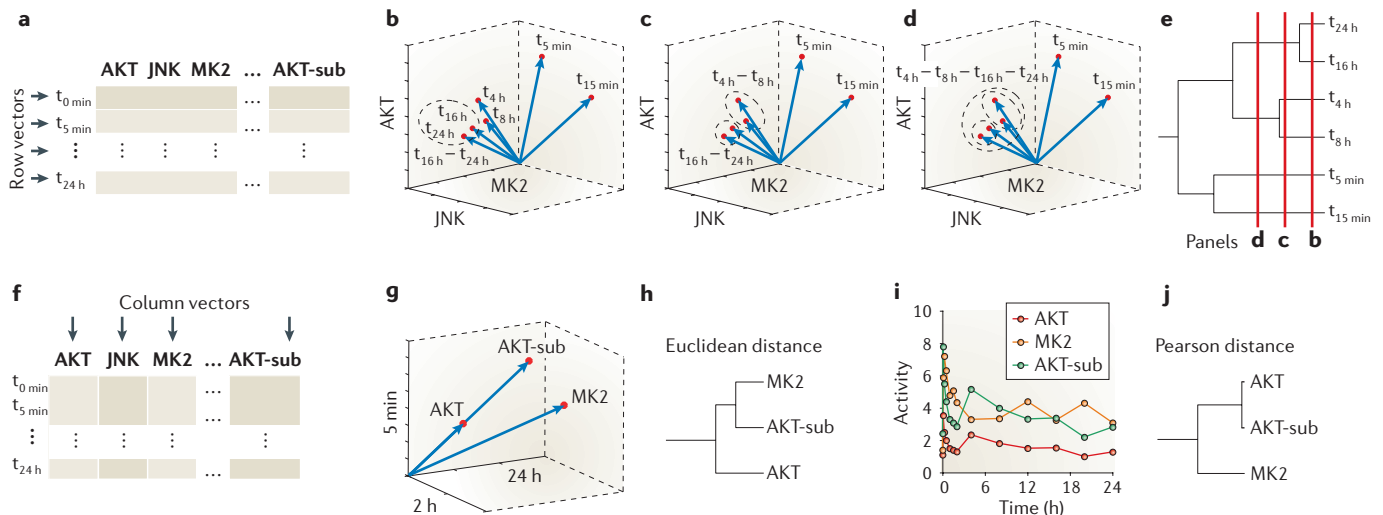 a
AKT JNK MK2 ... AKT-sub
Row vectors
t0 min
...
t5 min
...
t24 h
...
b
AKT
t5 min
t15 min
t4 h
t16 h
t8 h
t24 h
t16 h – t24 h
MK2
JNK
c
AKT
t5 min
t4 h – t8 h
t15 min
t16 h – t24 h
MK2
JNK
d
AKT
t5 min
t4 h – t8 h – t16 h – t24 h
t15 min
MK2
JNK
e
t24 h
t16 h
t4 h
t8 h
t5 min
t15 min
Panels d c b
f
Column vectors
AKT JNK MK2 ... AKT-sub
t0 min
t5 min
...
t24 h
...
g
AKT-sub
AKT
MK2
5 min
24 h
2 h
h
Euclidean distance
MK2
AKT-sub
AKT
i
AKT
MK2
AKT-sub
Activity
10
8
6
4
2
0
0 6 12 18 24
Time (h)
j
Pearson distance
AKT
AKT-sub
MK2